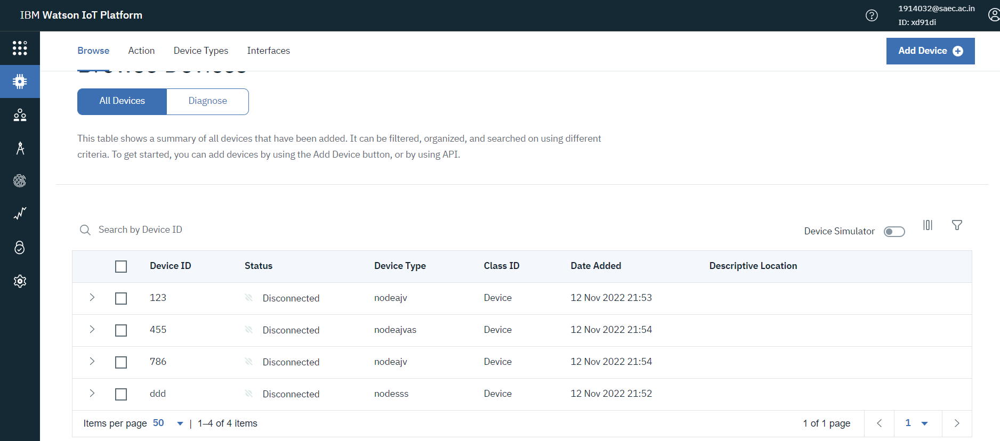 IBM Watson IoT Platform
1914032@saec.ac.in
ID: xd91di
Browse Action Device Types Interfaces
Add Device
Browse Devices
All Devices Diagnose
This table shows a summary of all devices that have been added. It can be filtered, organized, and searched on using different
criteria. To get started, you can add devices by using the Add Device button, or by using API.
Search by Device ID
Device Simulator
Device ID Status Device Type Class ID Date Added Descriptive Location
123 Disconnected nodeajv Device 12 Nov 2022 21:53
455 Disconnected nodeajvas Device 12 Nov 2022 21:54
786 Disconnected nodeajv Device 12 Nov 2022 21:54
ddd Disconnected nodesss Device 12 Nov 2022 21:52
Items per page 50 | 1–4 of 4 items 1 of 1 page 1